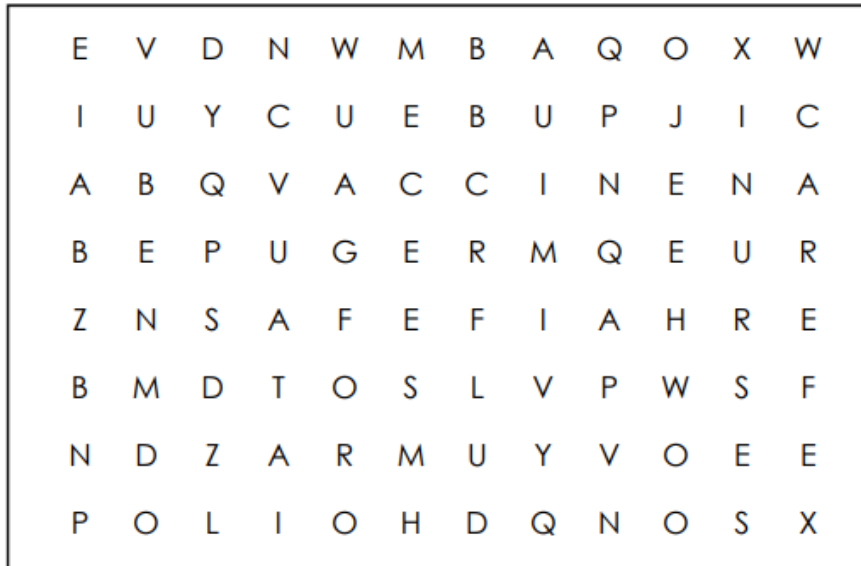 E V D N W M B A Q O X W
I U Y C U E B U P J I C
A B Q V A C C I N E N A
B E P U G E R M Q E U R
Z N S A F E F I A H R E
B M D T O S L V P W S F
N D Z A R M U Y V O E E
P O L I O H D Q N O S X